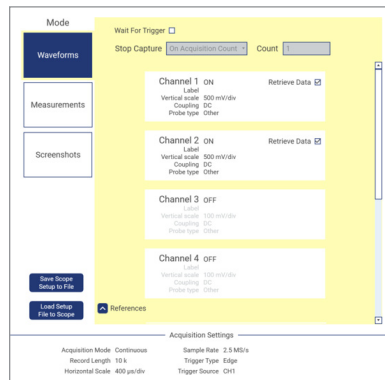 Mode
Waveforms
Measurements
Screenshots
Save Scope
Setup to File
Load Setup
File to Scope
Wait For Trigger
Stop Capture On Acquisition Count Count 1
Channel 1 ON Retrieve Data
Label
Vertical scale 500 mV/div
Coupling DC
Probe type Other
Channel 2 ON Retrieve Data
Label
Vertical scale 500 mV/div
Coupling DC
Probe type Other
Channel 3 OFF
Label
Vertical scale 100 mV/div
Coupling DC
Probe type Other
Channel 4 OFF
Label
Vertical scale 100 mV/div
Coupling DC
Probe type Other
References
Acquisition Settings
Acquisition Mode Continuous Sample Rate 2.5 MS/s
Record Length 10 k Trigger Type Edge
Horizontal Scale 400 µs/div Trigger Source CH1